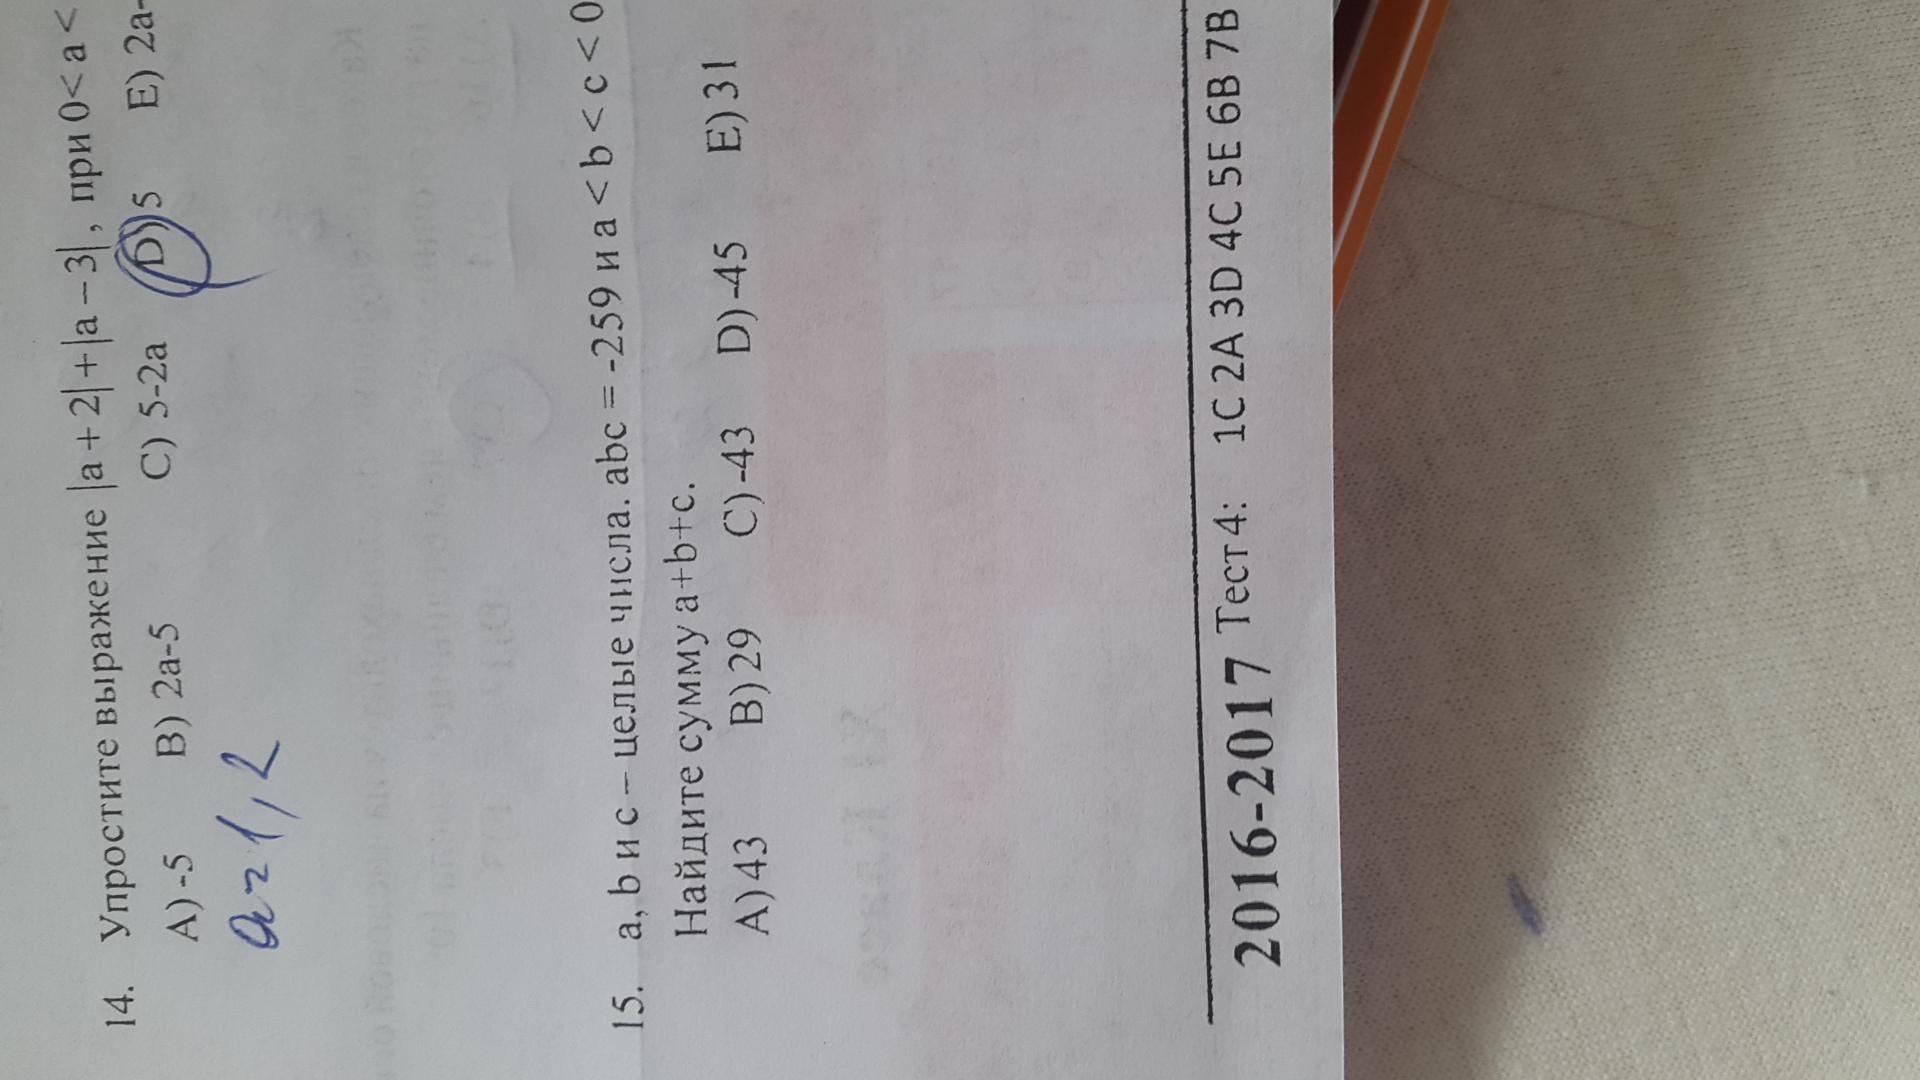 14. Упростите выражение |a + 2| + |a − 3|, при 0 < a <
A) -5 B) 2a-5 C) 5-2a D) 5 E) 2a-
a=1,2
15. a, b и c – целые числа. abc = -259 и a < b < c < 0
Найдите сумму a+b+c.
A) 43 B) 29 C) -43 D) -45 E) 31
2016-2017 Тест4: 1C 2A 3D 4C 5E 6B 7B